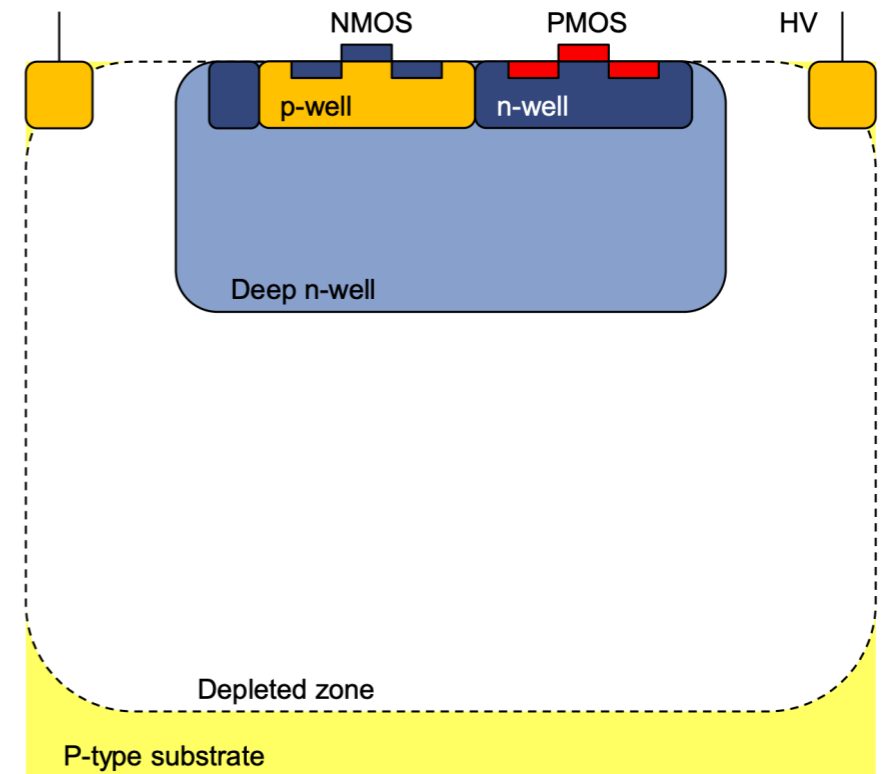 NMOS
PMOS
HV
p-well
n-well
Deep n-well
Depleted zone
P-type substrate